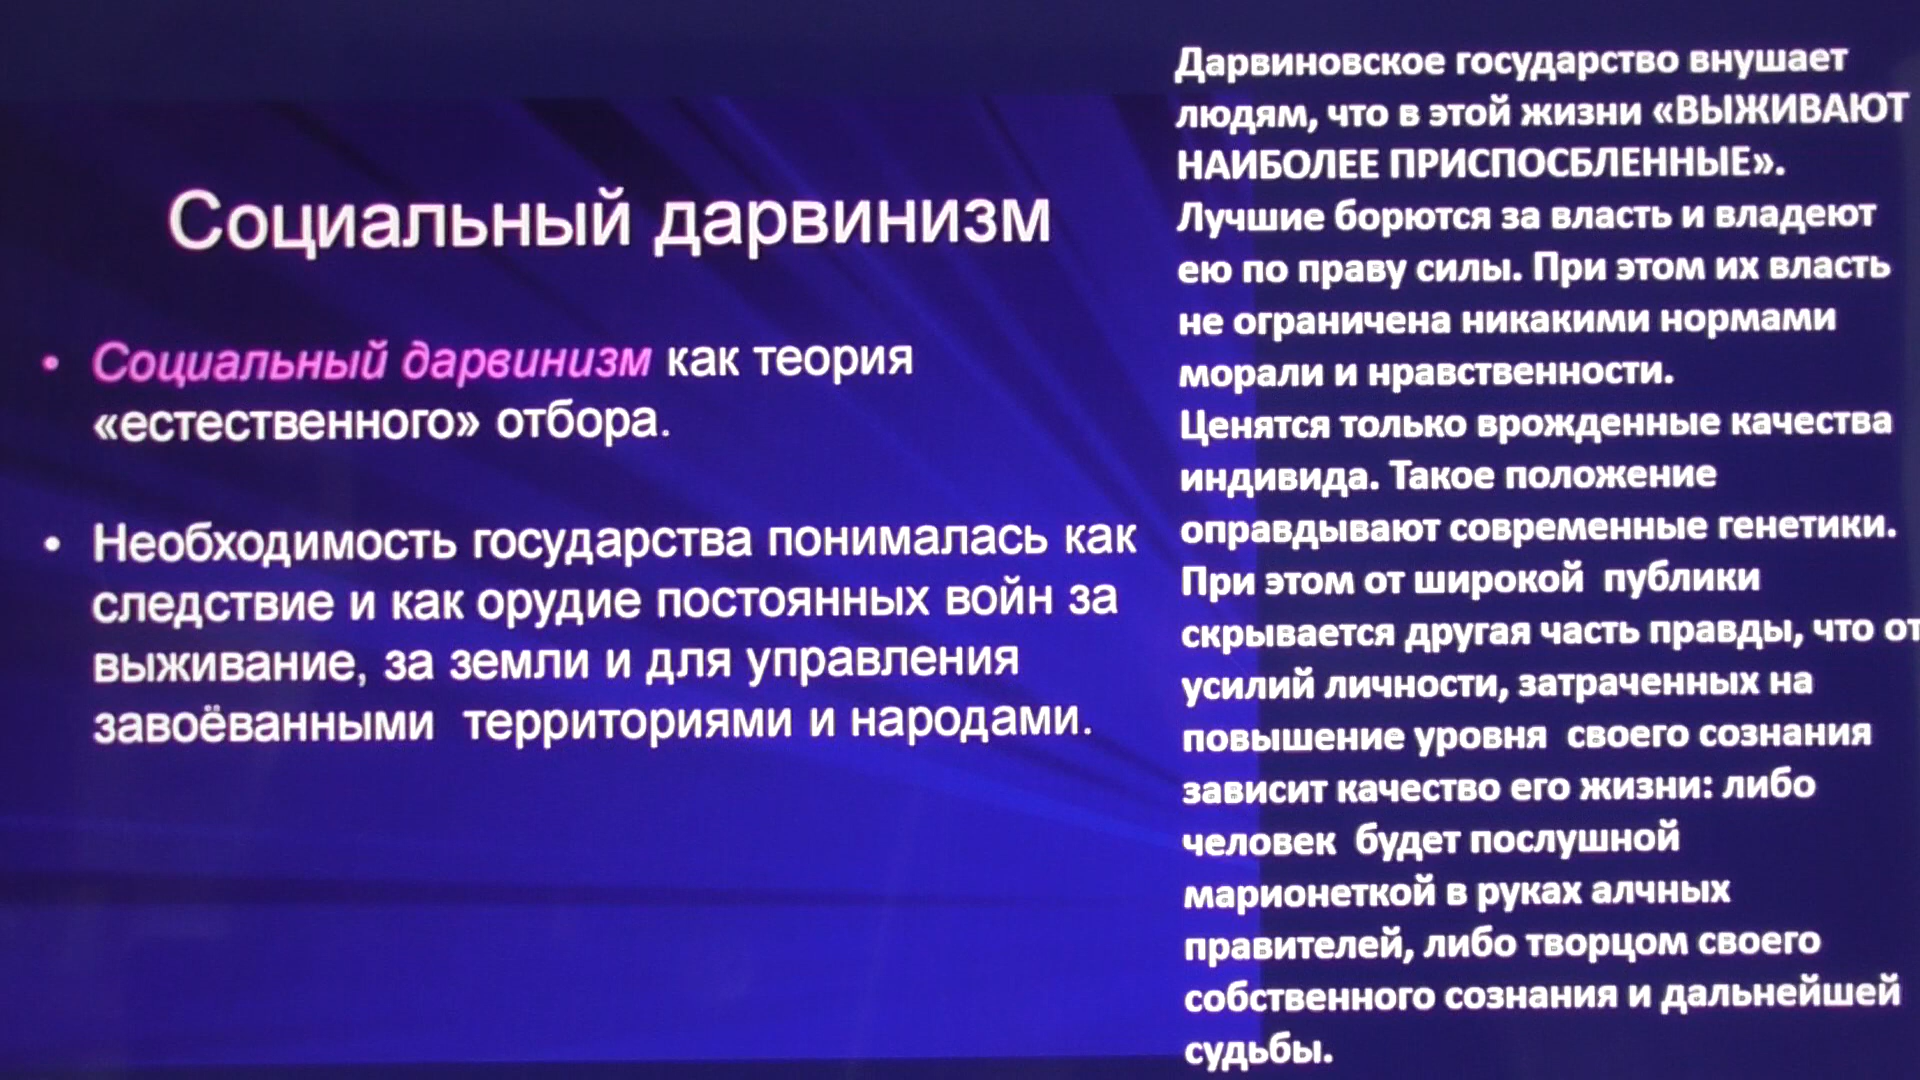 Социальный дарвинизм
• Социальный дарвинизм как теория
«естественного» отбора.
• Необходимость государства понималась как
следствие и как орудие постоянных войн за
выживание, за земли и для управления
завоёванными территориями и народами.
Дарвиновское государство внушает
людям, что в этой жизни «ВЫЖИВАЮТ
НАИБОЛЕЕ ПРИСПОСБЛЕННЫЕ».
Лучшие борются за власть и владеют
ею по праву силы. При этом их власть
не ограничена никакими нормами
морали и нравственности.
Ценятся только врожденные качества
индивида. Такое положение
оправдывают современные генетики.
При этом от широкой публики
скрывается другая часть правды, что от
усилий личности, затраченных на
повышение уровня своего сознания
зависит качество его жизни: либо
человек будет послушной
марионеткой в руках алчных
правителей, либо творцом своего
собственного сознания и дальнейшей
судьбы.